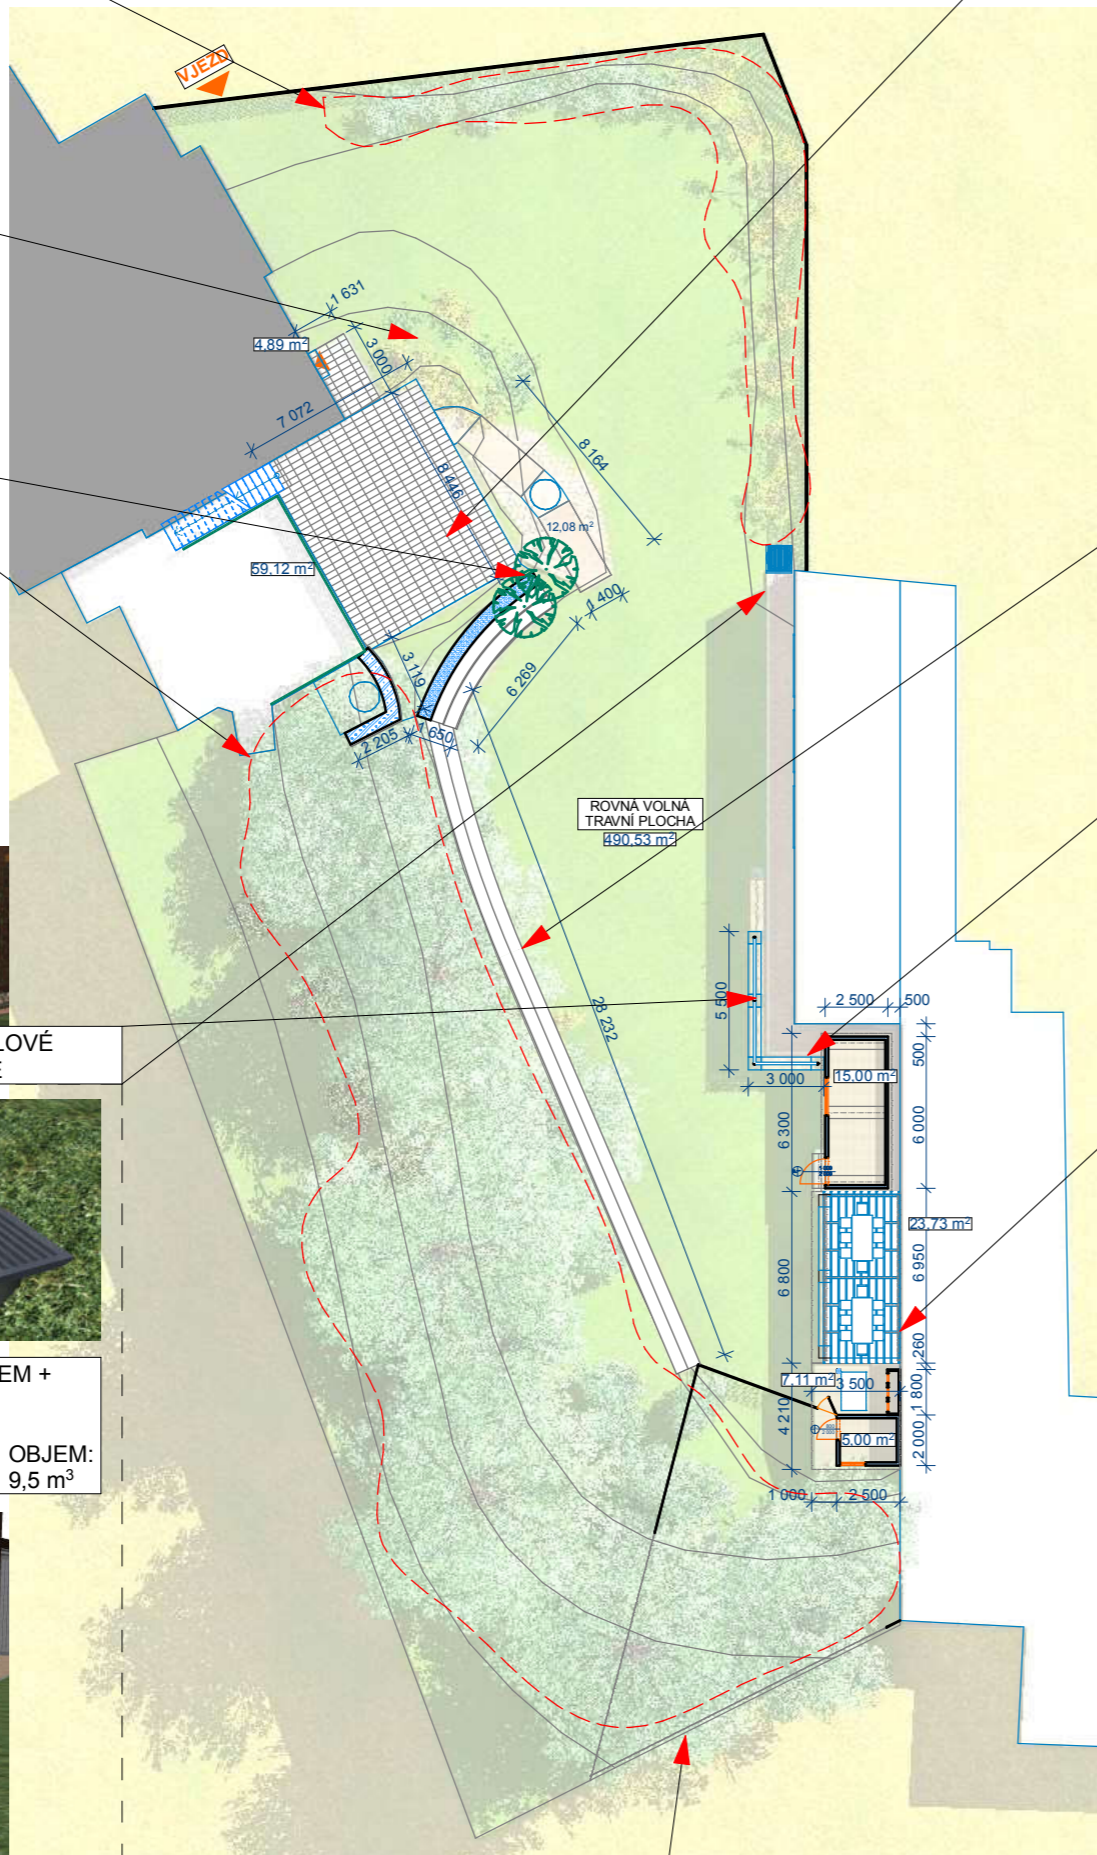 VJEZD
1 631
4,89 m²
3 000
7 072
8 446
8 164
12,08 m²
59,12 m²
1 400
3 119
6 269
2 205
1 650
ROVNÁ VOLNÁ
TRAVNÍ PLOCHA
490,53 m²
28 232
5 500
2 500
500
LOVÉ
500
15,00 m²
3 000
6 300
6 000
23,73 m²
6 950
6 800
260
EM +
7,11 m²
3 500
1 800
4 210
5,00 m²
2 000
OBJEM:
9,5 m³
1 000
2 500